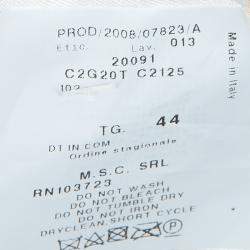 PROD/2008/07823/A
Etic. Lav. 013
20091
C2G20T C2125
102
TG. 44
DT IN.COM
Ordine stagionale
M.S.C. SRL
RN103723
DO NOT WASH
DO NOT BLEACH
DO NOT TUMBLE DRY
DO NOT IRON
DRYCLEAN,SHORT CYCLE
Made in Italy